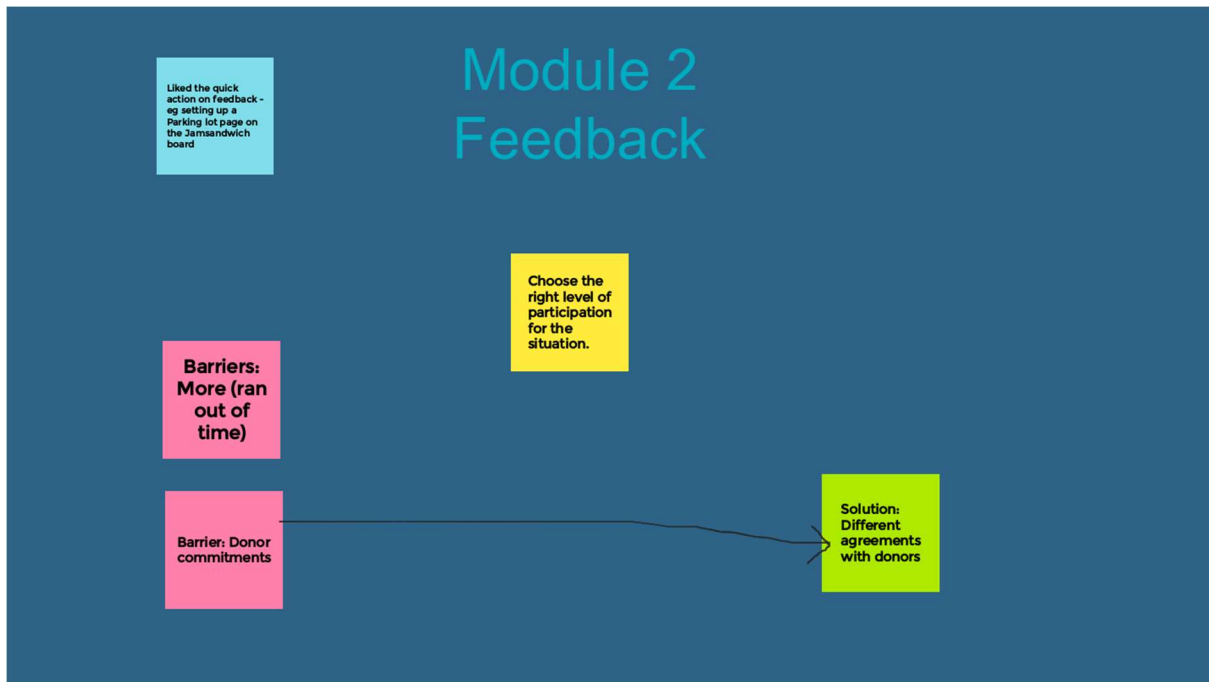 Module 2
Feedback
Liked the quick
action on feedback -
eg setting up a
Parking lot page on
the Jamsandwich
board
Choose the
right level of
participation
for the
situation.
Barriers:
More (ran
out of
time)
Barrier: Donor
commitments
Solution:
Different
agreements
with donors